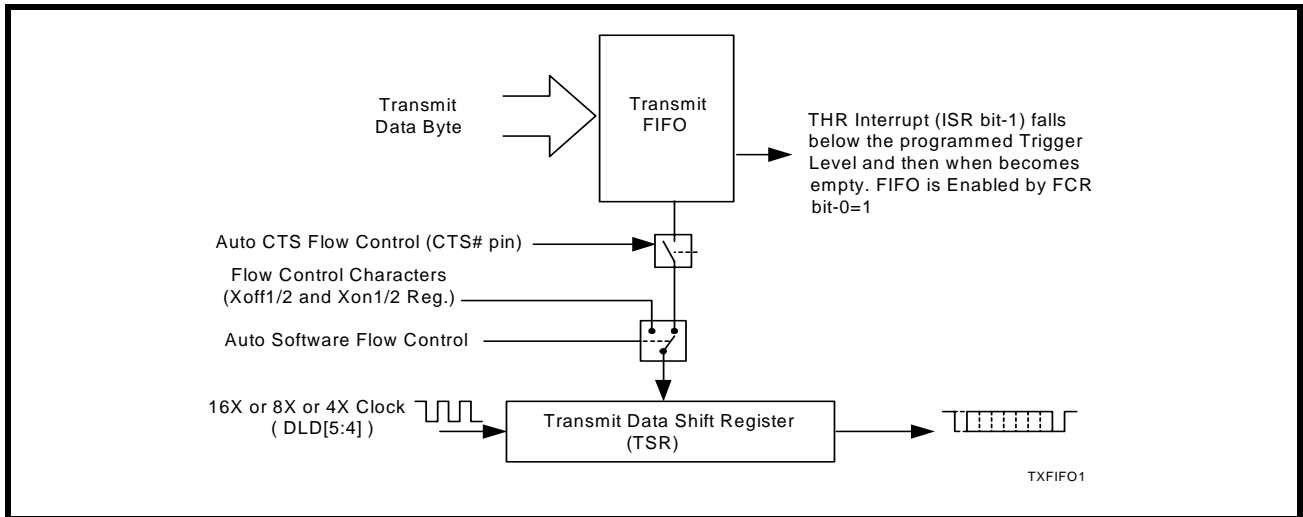 Transmit
Data Byte
Transmit
FIFO
THR Interrupt (ISR bit-1) falls
below the programmed Trigger
Level and then when becomes
empty. FIFO is Enabled by FCR
bit-0=1
Auto CTS Flow Control (CTS# pin)
Flow Control Characters
(Xoff1/2 and Xon1/2 Reg.)
Auto Software Flow Control
16X or 8X or 4X Clock
( DLD[5:4] )
Transmit Data Shift Register
(TSR)
TXFIFO1